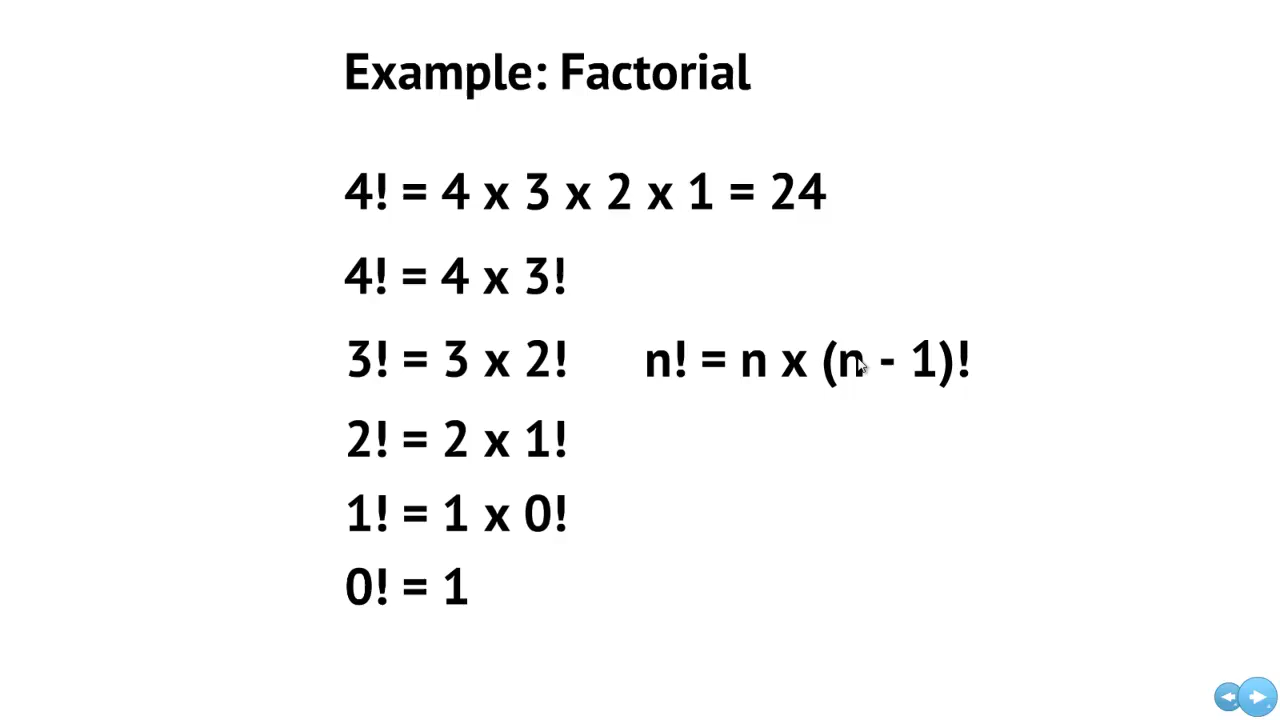 Example: Factorial
4! = 4 x 3 x 2 x 1 = 24
4! = 4 x 3!
3! = 3 x 2!
n! = n x (n - 1)!
2! = 2 x 1!
1! = 1 x 0!
0! = 1